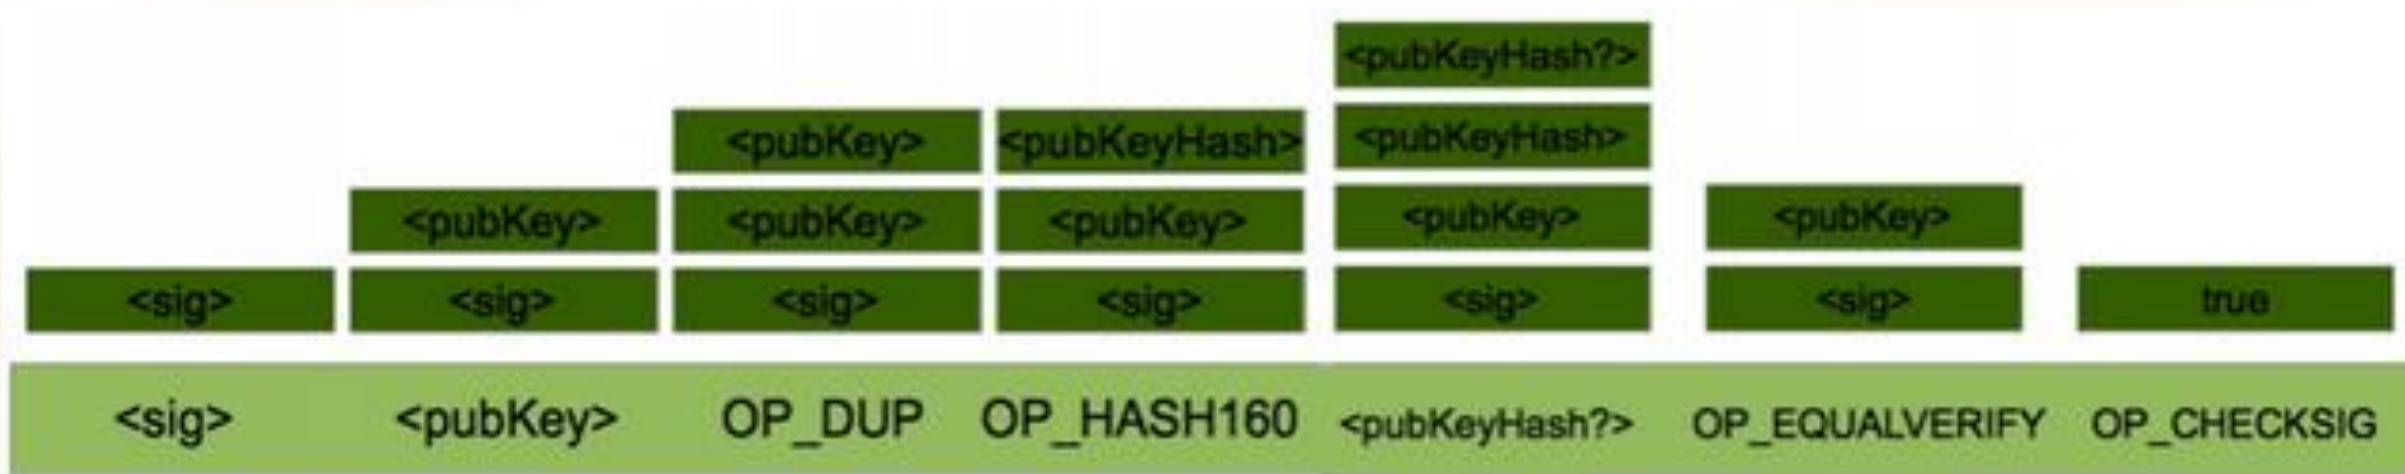 <pubKeyHash?>
<pubKey> <pubKeyHash> <pubKeyHash>
<pubKey> <pubKey> <pubKey> <pubKey> <pubKey>
<sig> <sig> <sig> <sig> <sig> <sig> true
<sig> <pubKey> OP_DUP OP_HASH160 <pubKeyHash?> OP_EQUALVERIFY OP_CHECKSIG